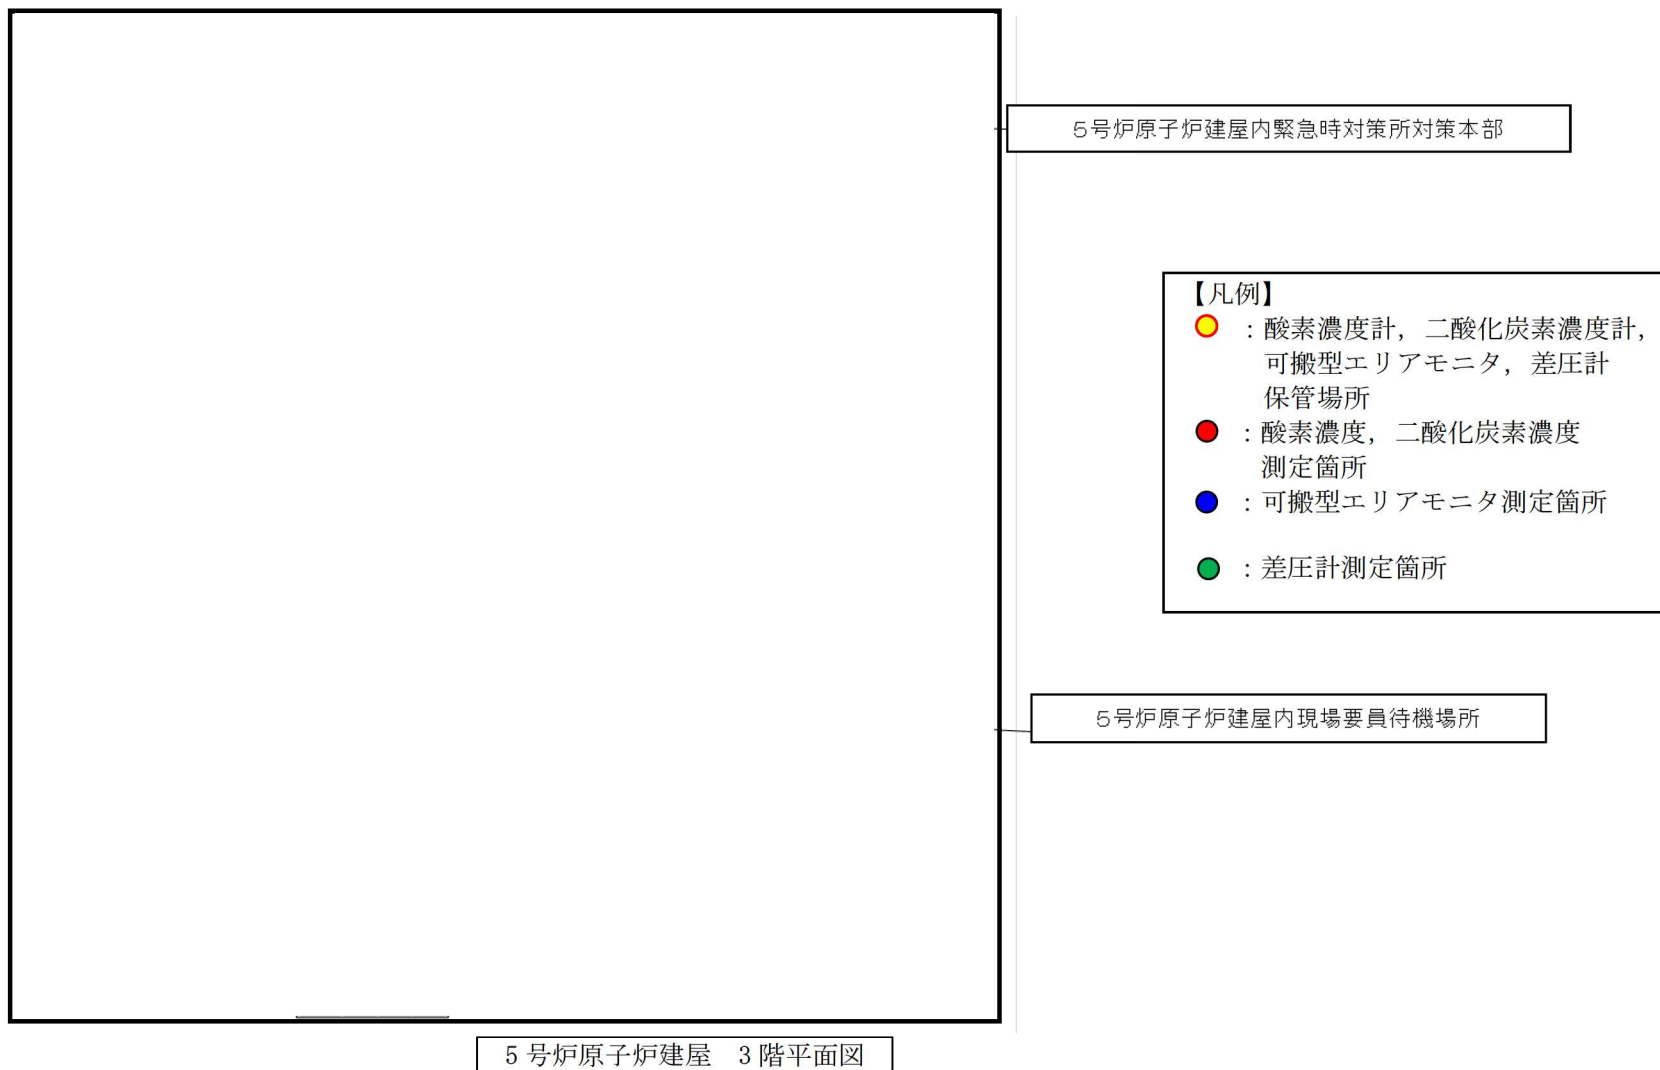 5号炉原子炉建屋内緊急時対策所対策本部
【凡例】
：酸素濃度計，二酸化炭素濃度計，
可搬型エリアモニタ，差圧計
保管場所
：酸素濃度，二酸化炭素濃度
測定箇所
：可搬型エリアモニタ測定箇所
：差圧計測定箇所
5号炉原子炉建屋内現場要員待機場所
5号炉原子炉建屋　3階平面図